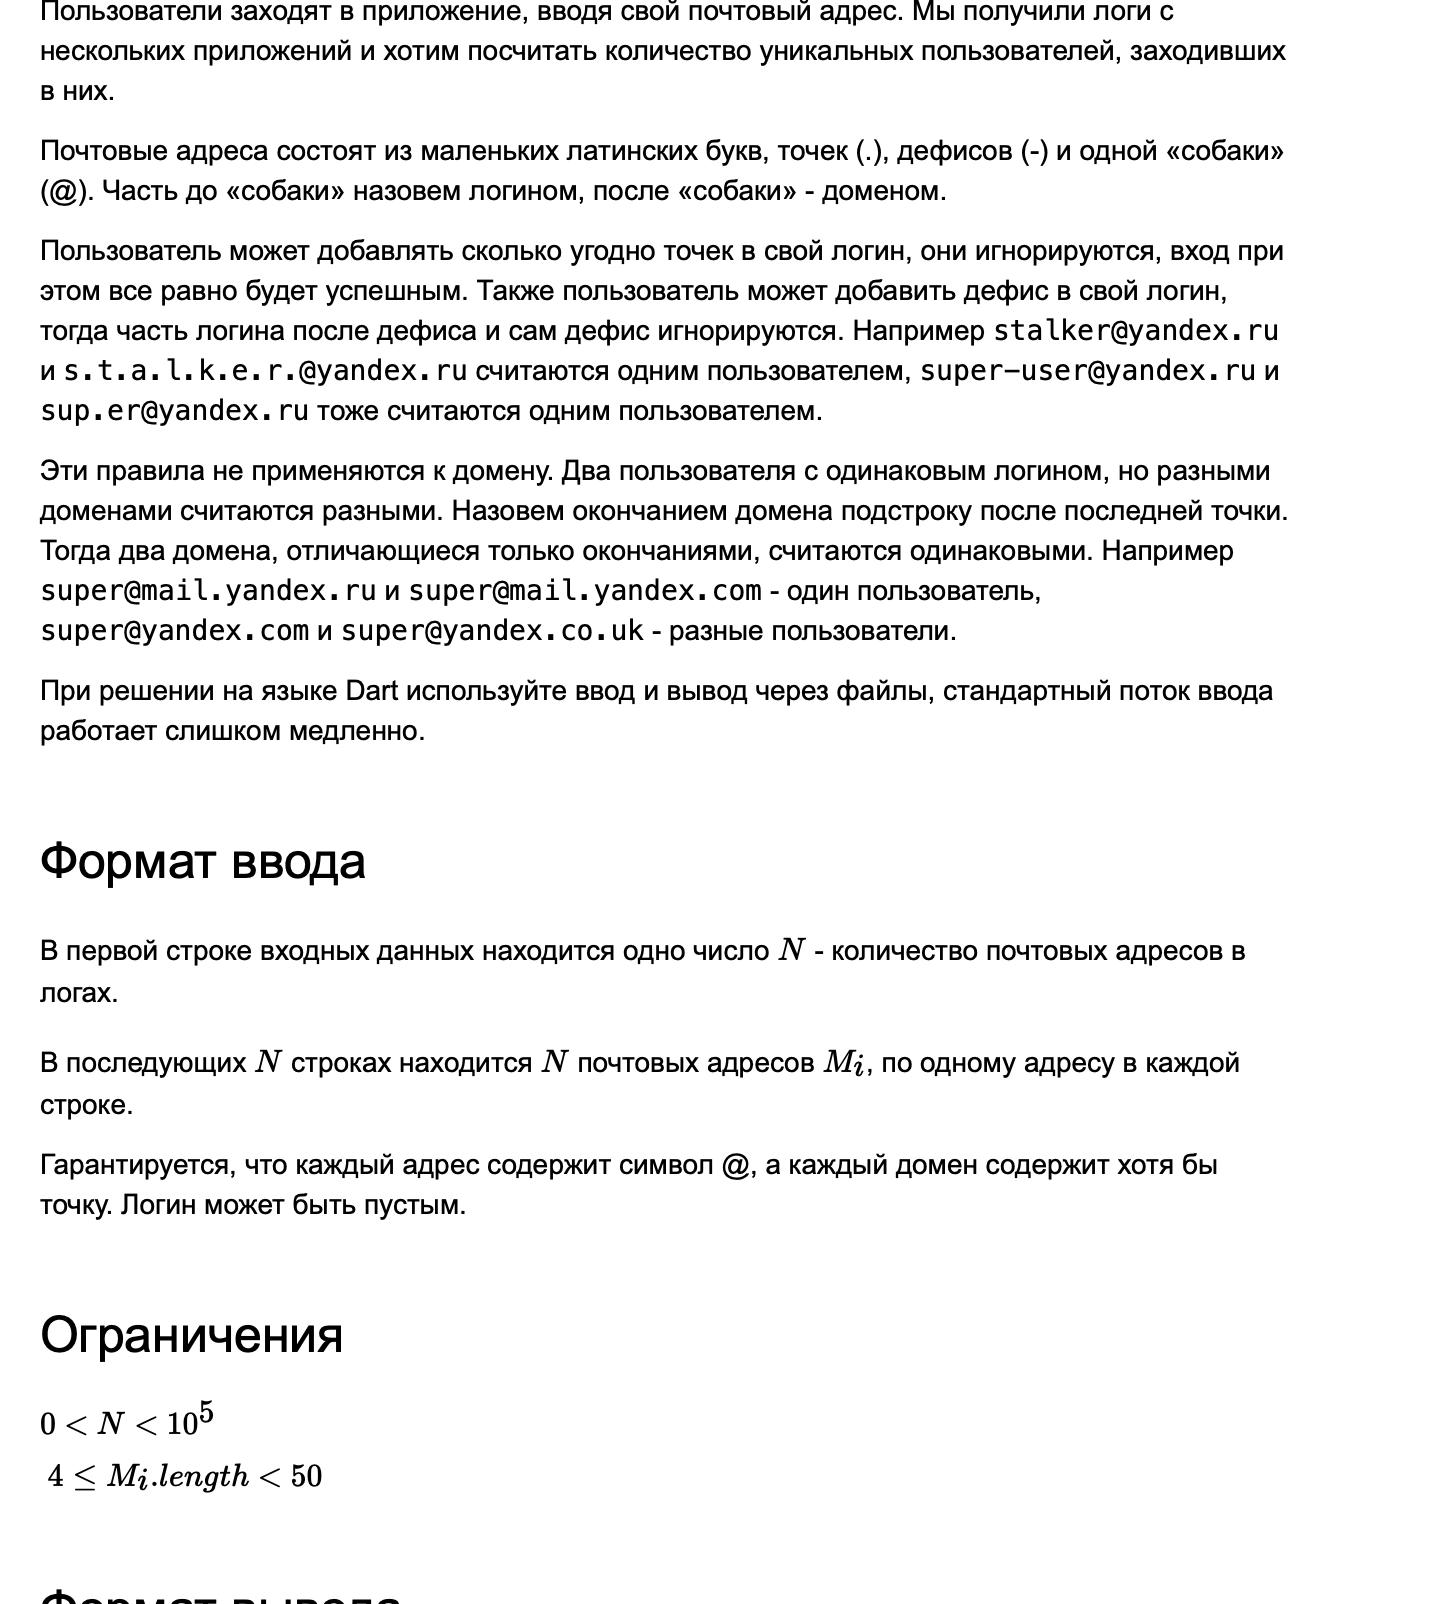 Пользователи заходят в приложение, вводя свой почтовый адрес. Мы получили логи с
нескольких приложений и хотим посчитать количество уникальных пользователей, заходивших
в них.
Почтовые адреса состоят из маленьких латинских букв, точек (.), дефисов (-) и одной «собаки»
(@). Часть до «собаки» назовем логином, после «собаки» - доменом.
Пользователь может добавлять сколько угодно точек в свой логин, они игнорируются, вход при
этом все равно будет успешным. Также пользователь может добавить дефис в свой логин,
тогда часть логина после дефиса и сам дефис игнорируются. Например stalker@yandex.ru
и s.t.a.l.k.e.r.@yandex.ru считаются одним пользователем, super-user@yandex.ru и
sup.er@yandex.ru тоже считаются одним пользователем.
Эти правила не применяются к домену. Два пользователя с одинаковым логином, но разными
доменами считаются разными. Назовем окончанием домена подстроку после последней точки.
Тогда два домена, отличающиеся только окончаниями, считаются одинаковыми. Например
super@mail.yandex.ru и super@mail.yandex.com - один пользователь,
super@yandex.com и super@yandex.co.uk - разные пользователи.
При решении на языке Dart используйте ввод и вывод через файлы, стандартный поток ввода
работает слишком медленно.
Формат ввода
В первой строке входных данных находится одно число N - количество почтовых адресов в
логах.
В последующих N строках находится N почтовых адресов Mi, по одному адресу в каждой
строке.
Гарантируется, что каждый адрес содержит символ @, а каждый домен содержит хотя бы
точку. Логин может быть пустым.
Ограничения
0 < N < 10^5
4 ≤ Mi.length < 50
Формат вывода